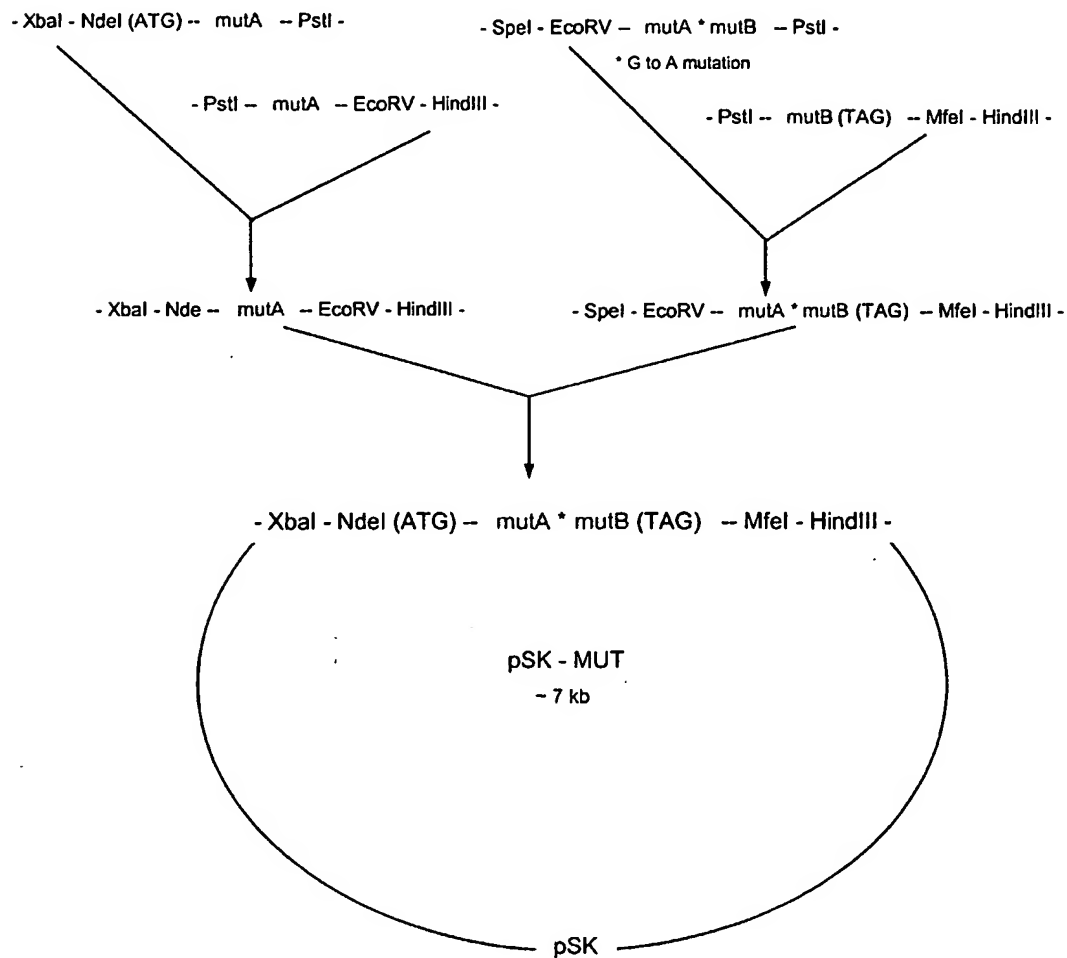 - XbaI - NdeI (ATG) -- mutA -- PstI -
- SpeI - EcoRV -- mutA * mutB -- PstI -
* G to A mutation
- PstI -- mutA -- EcoRV - HindIII -
- PstI -- mutB (TAG) -- MfeI - HindIII -
- XbaI - Nde -- mutA -- EcoRV - HindIII -
- SpeI - EcoRV -- mutA * mutB (TAG) -- MfeI - HindIII -
- XbaI - NdeI (ATG) -- mutA * mutB (TAG) -- MfeI - HindIII -
pSK - MUT
~ 7 kb
pSK